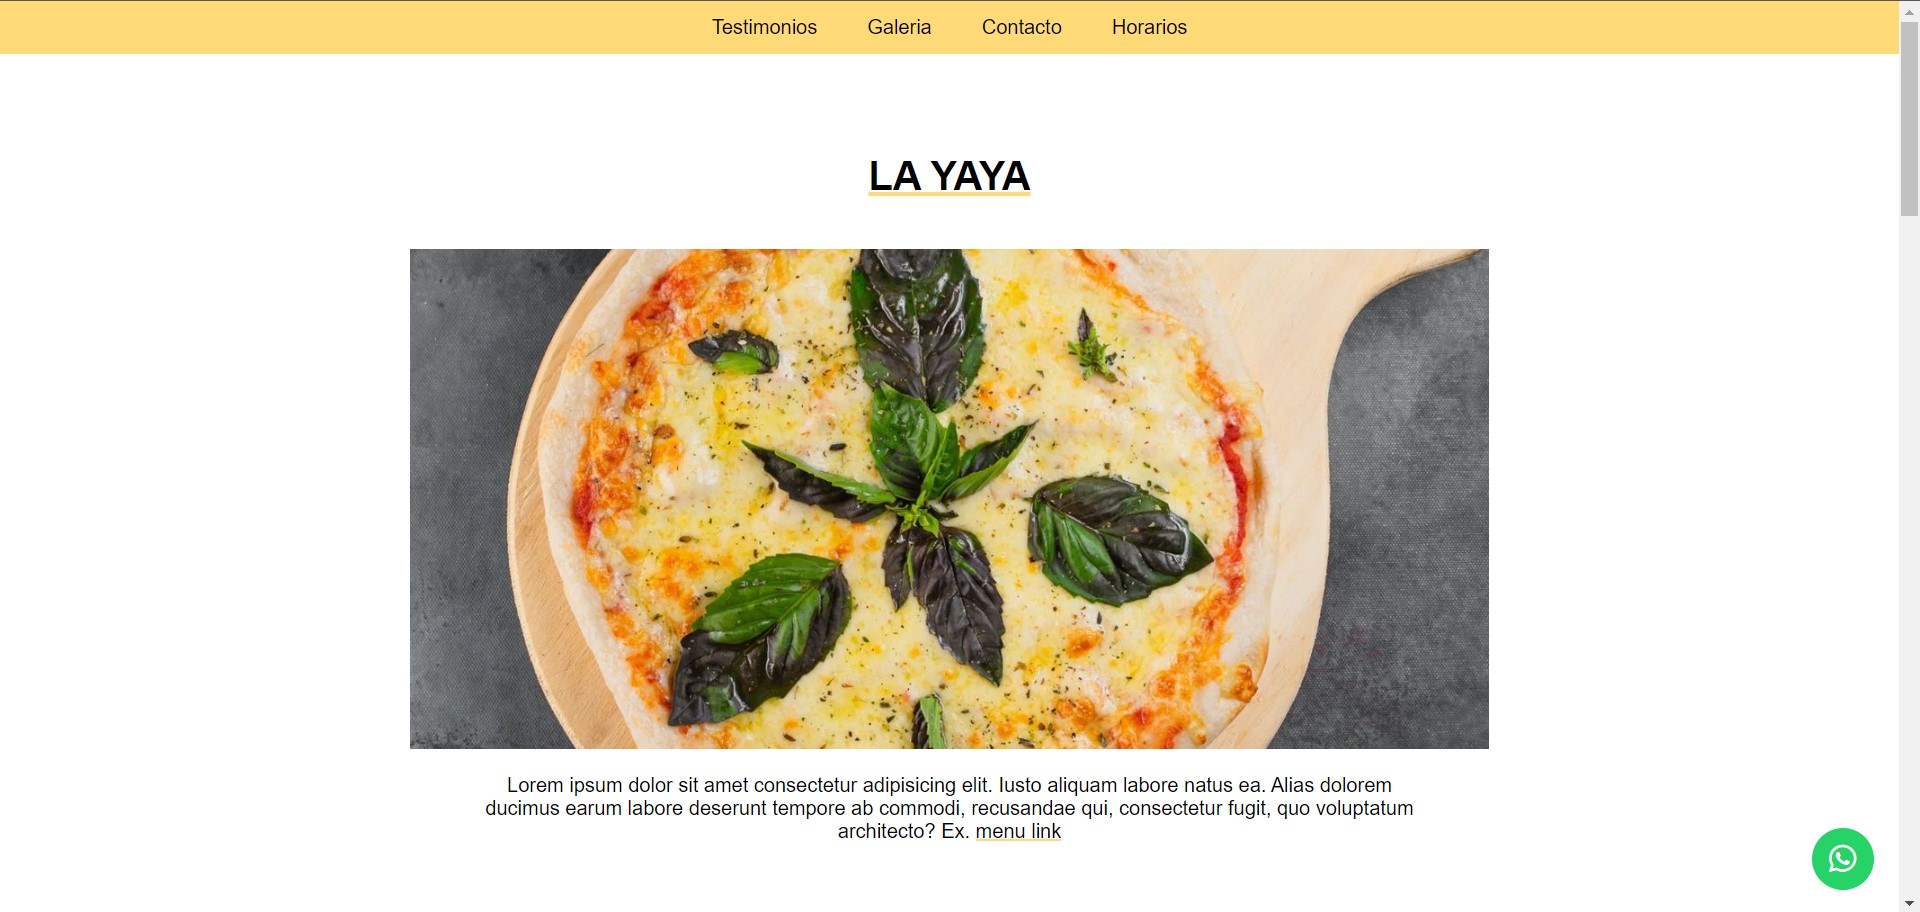 Testimonios Galeria Contacto Horarios
LA YAYA
Lorem ipsum dolor sit amet consectetur adipisicing elit. Iusto aliquam labore natus ea. Alias dolorem
ducimus earum labore deserunt tempore ab commodi, recusandae qui, consectetur fugit, quo voluptatum
architecto? Ex. menu link